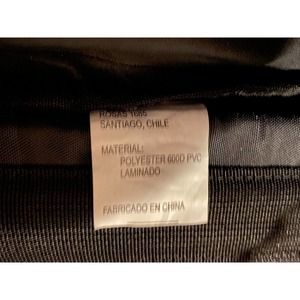 ROSAS 1665
SANTIAGO, CHILE
MATERIAL:
POLYESTER 600D PVC
LAMINADO
FABRICADO EN CHINA